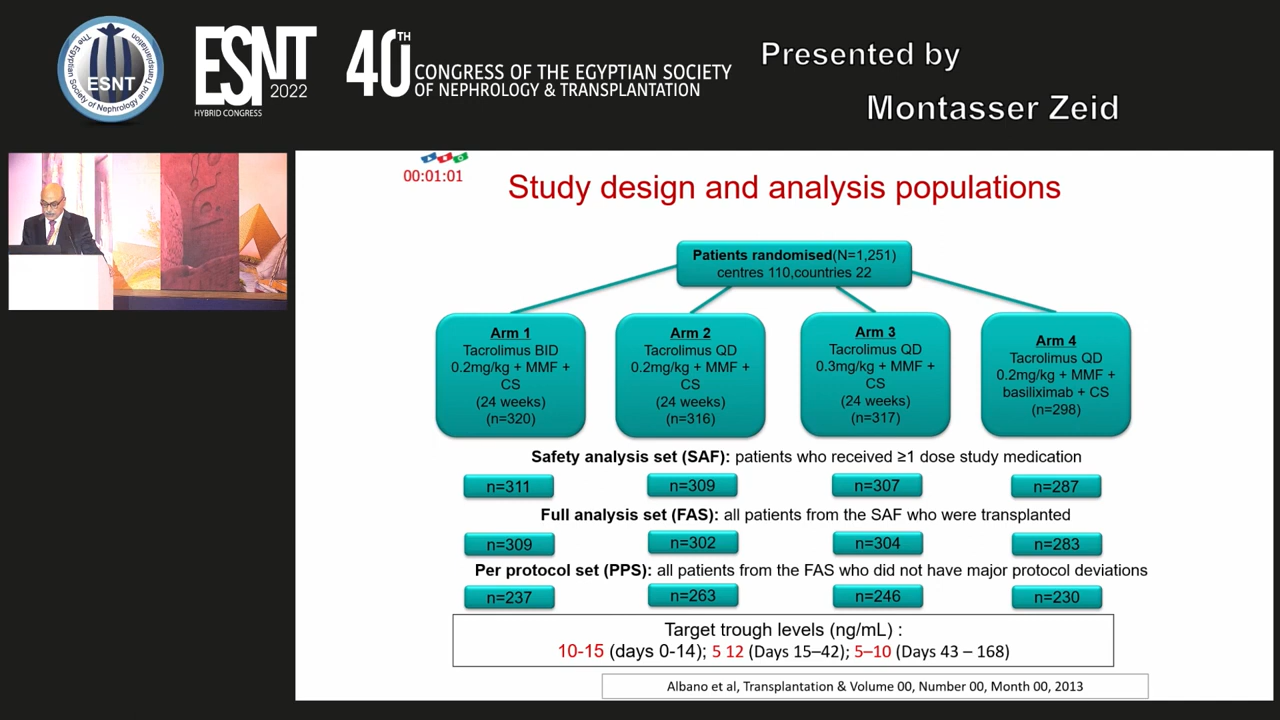 The Egyptian Society of Nephrology and Transplantation
ESNT
ESNT
2022
HYBRID CONGRESS
40TH
CONGRESS OF THE EGYPTIAN SOCIETY
OF NEPHROLOGY & TRANSPLANTATION
Presented by
Montasser Zeid
A B C
00:01:01
Study design and analysis populations
Patients randomised(N=1,251)
centres 110,countries 22
Arm 1
Tacrolimus BID
0.2mg/kg + MMF +
CS
(24 weeks)
(n=320)
Arm 2
Tacrolimus QD
0.2mg/kg + MMF +
CS
(24 weeks)
(n=316)
Arm 3
Tacrolimus QD
0.3mg/kg + MMF +
CS
(24 weeks)
(n=317)
Arm 4
Tacrolimus QD
0.2mg/kg + MMF +
basiliximab + CS
(n=298)
Safety analysis set (SAF): patients who received ≥1 dose study medication
n=311 n=309 n=307 n=287
Full analysis set (FAS): all patients from the SAF who were transplanted
n=309 n=302 n=304 n=283
Per protocol set (PPS): all patients from the FAS who did not have major protocol deviations
n=237 n=263 n=246 n=230
Target trough levels (ng/mL) :
10-15 (days 0-14); 5 12 (Days 15–42); 5–10 (Days 43 – 168)
Albano et al, Transplantation & Volume 00, Number 00, Month 00, 2013